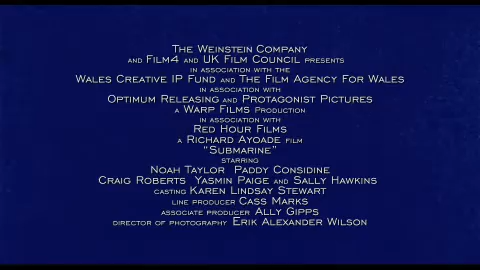 The Weinstein Company
and Film4 and UK Film Council presents
in association with the
Wales Creative IP Fund and The Film Agency For Wales
in association with
Optimum Releasing and Protagonist Pictures
a Warp Films Production
in association with
Red Hour Films
a Richard Ayoade film
"Submarine"
starring
Noah Taylor Paddy Considine
Craig Roberts Yasmin Paige and Sally Hawkins
casting Karen Lindsay Stewart
line producer Cass Marks
associate producer Ally Gipps
director of photography Erik Alexander Wilson